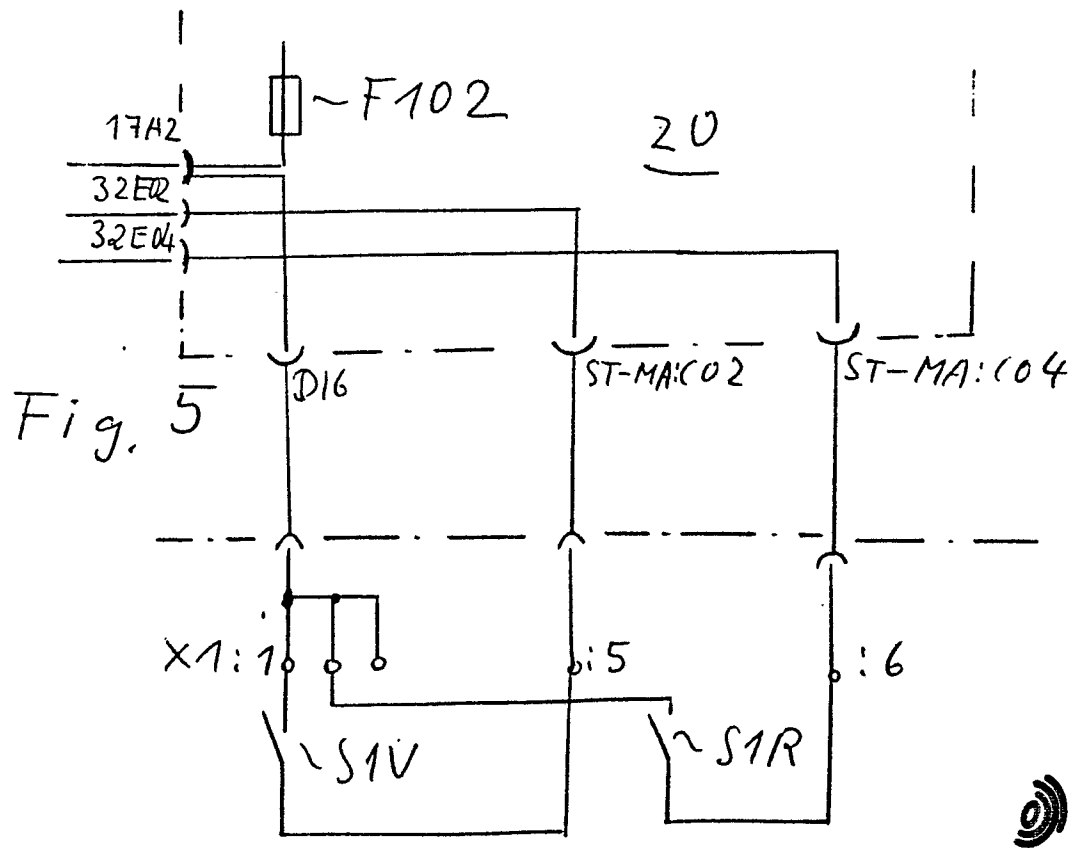 F102
20
17A2
32E02
32E04
D16
ST-MA:C02
ST-MA:C04
Fig. 5
X1:1
:5
:6
S1V
S1R